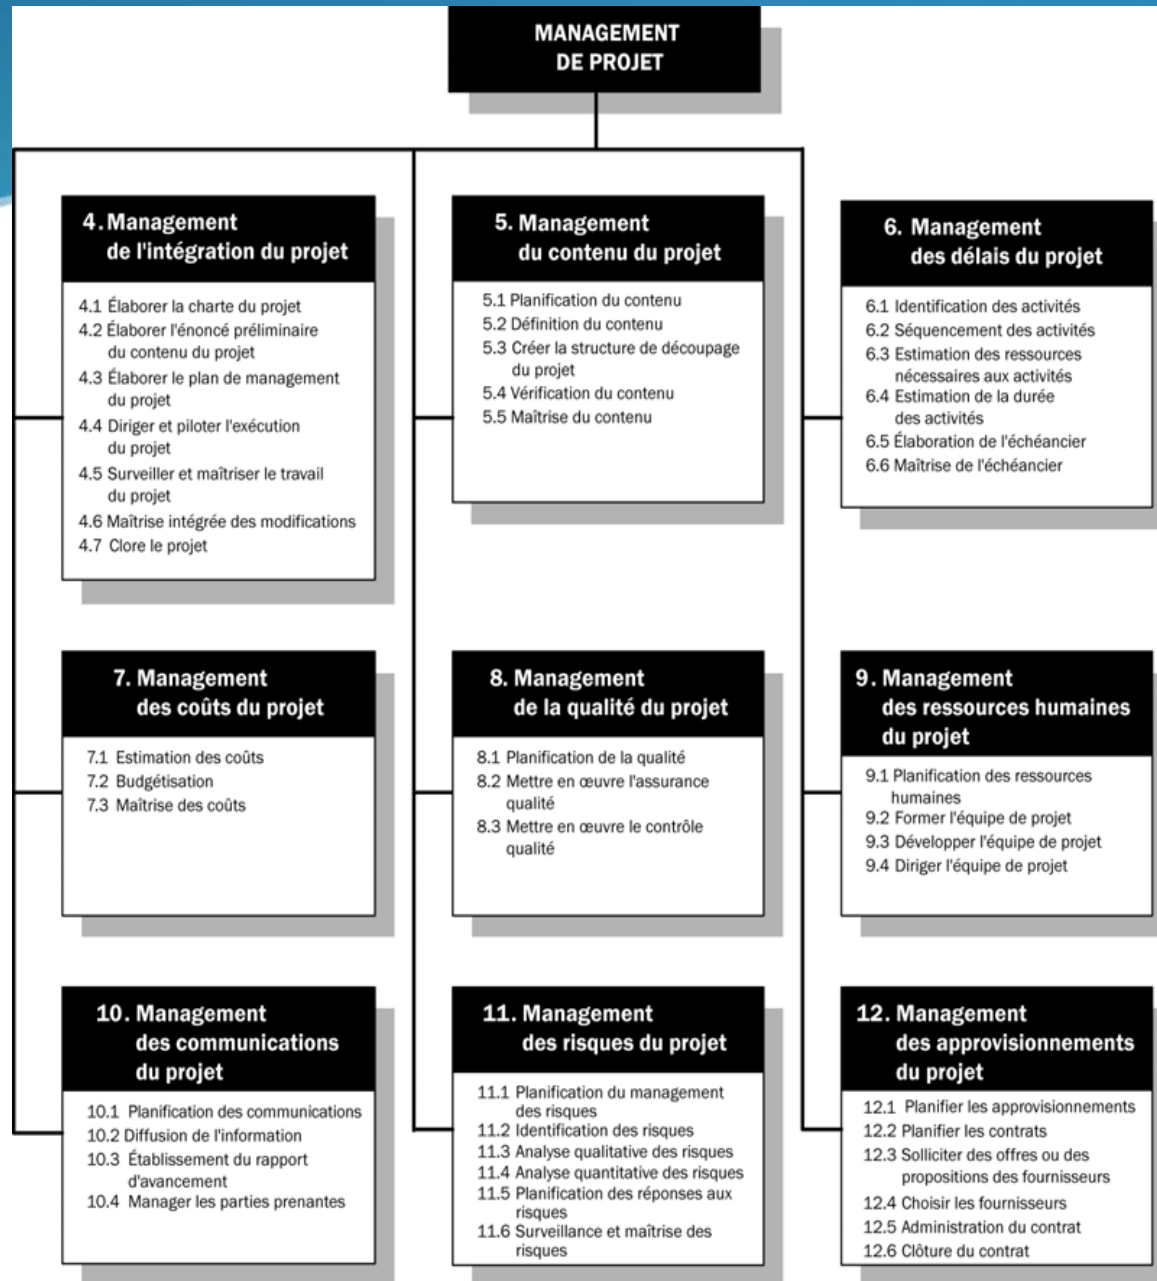 MANAGEMENT
DE PROJET
4. Management
de l'intégration du projet
4.1 Élaborer la charte du projet
4.2 Élaborer l'énoncé préliminaire
du contenu du projet
4.3 Élaborer le plan de management
du projet
4.4 Diriger et piloter l'exécution
du projet
4.5 Surveiller et maîtriser le travail
du projet
4.6 Maîtrise intégrée des modifications
4.7 Clore le projet
5. Management
du contenu du projet
5.1 Planification du contenu
5.2 Définition du contenu
5.3 Créer la structure de découpage
du projet
5.4 Vérification du contenu
5.5 Maîtrise du contenu
6. Management
des délais du projet
6.1 Identification des activités
6.2 Séquencement des activités
6.3 Estimation des ressources
nécessaires aux activités
6.4 Estimation de la durée
des activités
6.5 Élaboration de l'échéancier
6.6 Maîtrise de l'échéancier
7. Management
des coûts du projet
7.1 Estimation des coûts
7.2 Budgétisation
7.3 Maîtrise des coûts
8. Management
de la qualité du projet
8.1 Planification de la qualité
8.2 Mettre en œuvre l'assurance
qualité
8.3 Mettre en œuvre le contrôle
qualité
9. Management
des ressources humaines
du projet
9.1 Planification des ressources
humaines
9.2 Former l'équipe de projet
9.3 Développer l'équipe de projet
9.4 Diriger l'équipe de projet
10. Management
des communications
du projet
10.1 Planification des communications
10.2 Diffusion de l'information
10.3 Établissement du rapport
d'avancement
10.4 Manager les parties prenantes
11. Management
des risques du projet
11.1 Planification du management
des risques
11.2 Identification des risques
11.3 Analyse qualitative des risques
11.4 Analyse quantitative des risques
11.5 Planification des réponses aux
risques
11.6 Surveillance et maîtrise des
risques
12. Management
des approvisionnements
du projet
12.1 Planifier les approvisionnements
12.2 Planifier les contrats
12.3 Solliciter des offres ou des
propositions des fournisseurs
12.4 Choisir les fournisseurs
12.5 Administration du contrat
12.6 Clôture du contrat